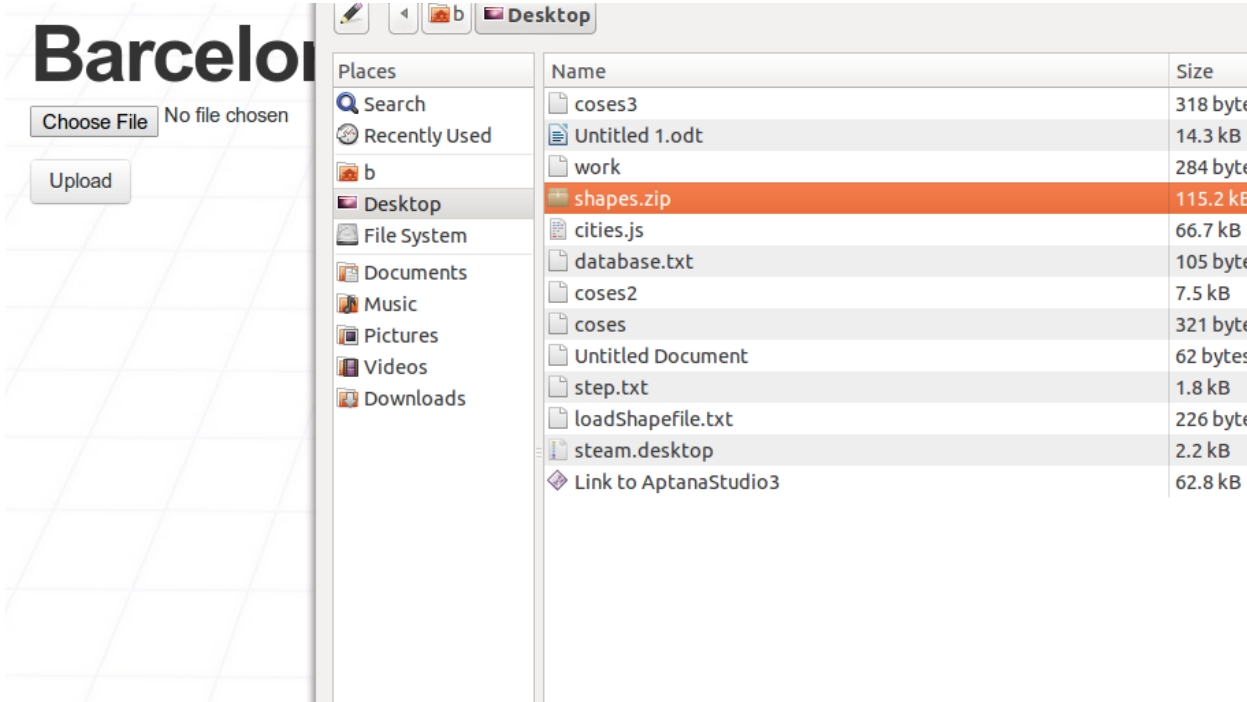 Barcelo
Choose File No file chosen
Upload
b Desktop
Places
Search
Recently Used
b
Desktop
File System
Documents
Music
Pictures
Videos
Downloads
Name Size
coses3 318 byte
Untitled 1.odt 14.3 kB
work 284 byte
shapes.zip 115.2 kB
cities.js 66.7 kB
database.txt 105 byte
coses2 7.5 kB
coses 321 byte
Untitled Document 62 bytes
step.txt 1.8 kB
loadShapefile.txt 226 byte
steam.desktop 2.2 kB
Link to AptanaStudio3 62.8 kB